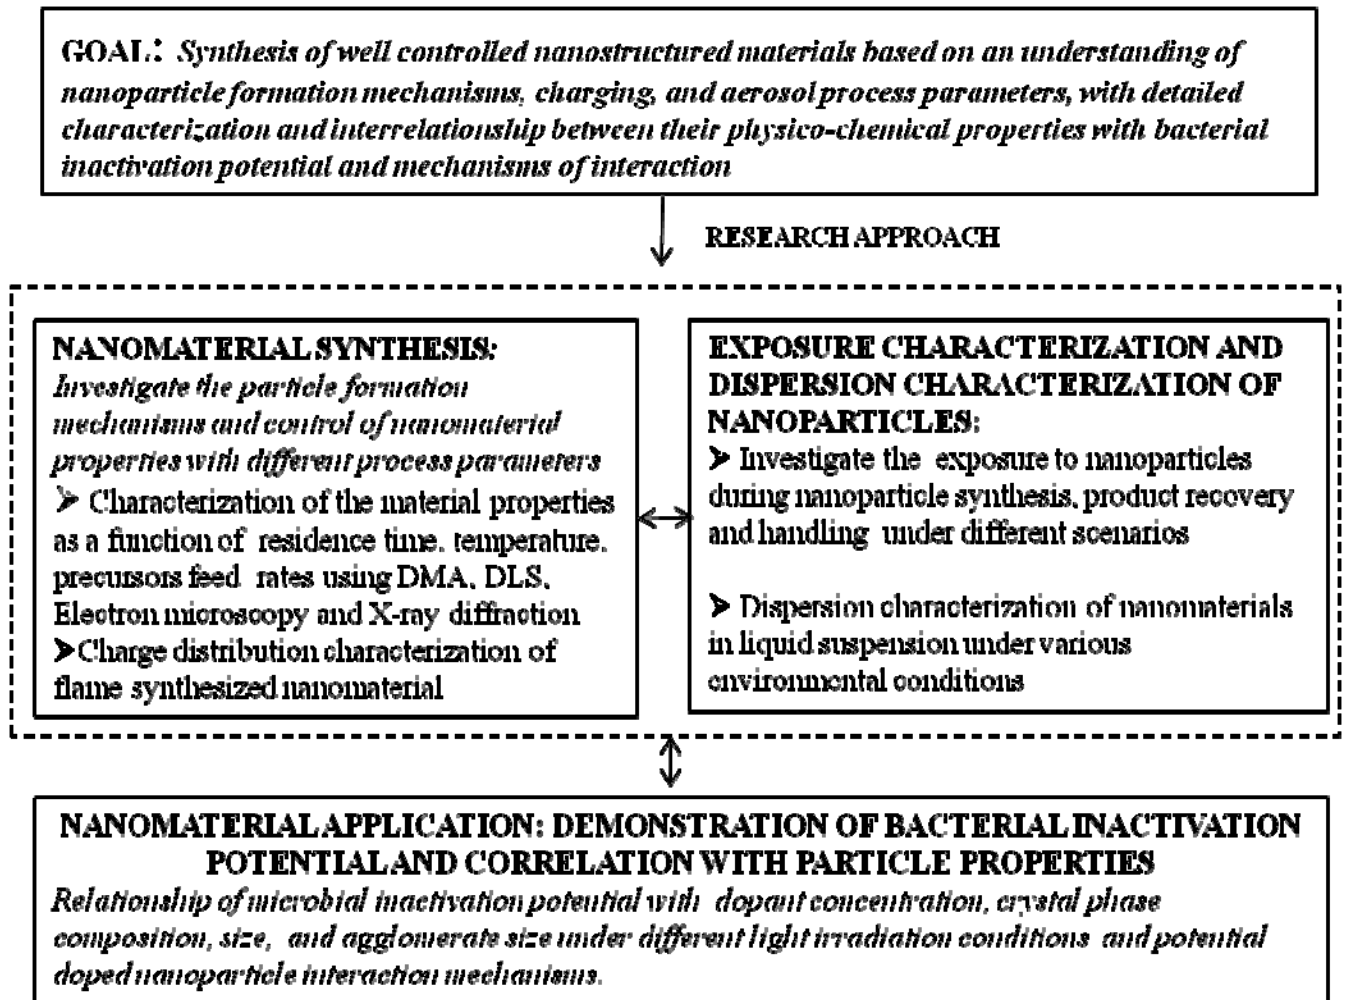 GOAL: Synthesis of well controlled nanostructured materials based on an understanding of
nanoparticle formation mechanisms, charging, and aerosol process parameters, with detailed
characterization and interrelationship between their physico-chemical properties with bacterial
inactivation potential and mechanisms of interaction
RESEARCH APPROACH
NANOMATERIAL SYNTHESIS:
Investigate the particle formation
mechanisms and control of nanomaterial
properties with different process parameters
➤ Characterization of the material properties
as a function of residence time, temperature,
precursors feed rates using DMA, DLS,
Electron microscopy and X-ray diffraction
➤Charge distribution characterization of
flame synthesized nanomaterial
EXPOSURE CHARACTERIZATION AND
DISPERSION CHARACTERIZATION OF
NANOPARTICLES:
➤ Investigate the exposure to nanoparticles
during nanoparticle synthesis, product recovery
and handling under different scenarios
➤ Dispersion characterization of nanomaterials
in liquid suspension under various
environmental conditions
NANOMATERIAL APPLICATION: DEMONSTRATION OF BACTERIAL INACTIVATION
POTENTIAL AND CORRELATION WITH PARTICLE PROPERTIES
Relationship of microbial inactivation potential with dopant concentration, crystal phase
composition, size, and agglomerate size under different light irradiation conditions and potential
doped nanoparticle interaction mechanisms.